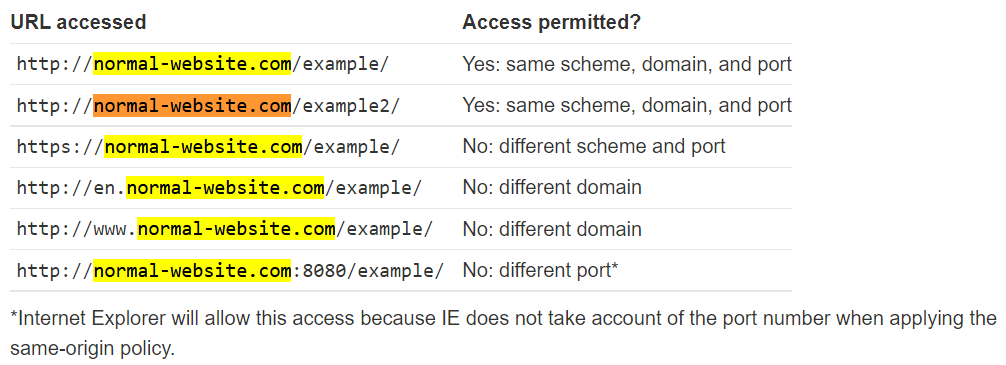 URL accessed Access permitted?
http://normal-website.com/example/ Yes: same scheme, domain, and port
http://normal-website.com/example2/ Yes: same scheme, domain, and port
https://normal-website.com/example/ No: different scheme and port
http://en.normal-website.com/example/ No: different domain
http://www.normal-website.com/example/ No: different domain
http://normal-website.com:8080/example/ No: different port*
*Internet Explorer will allow this access because IE does not take account of the port number when applying the
same-origin policy.